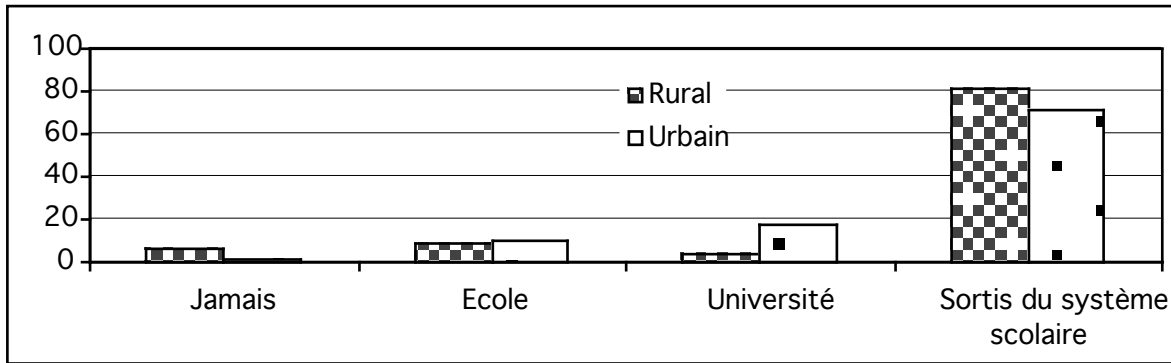 100
80
60
40
20
0
Rural
Urbain
Jamais
Ecole
Université
Sortis du système
scolaire